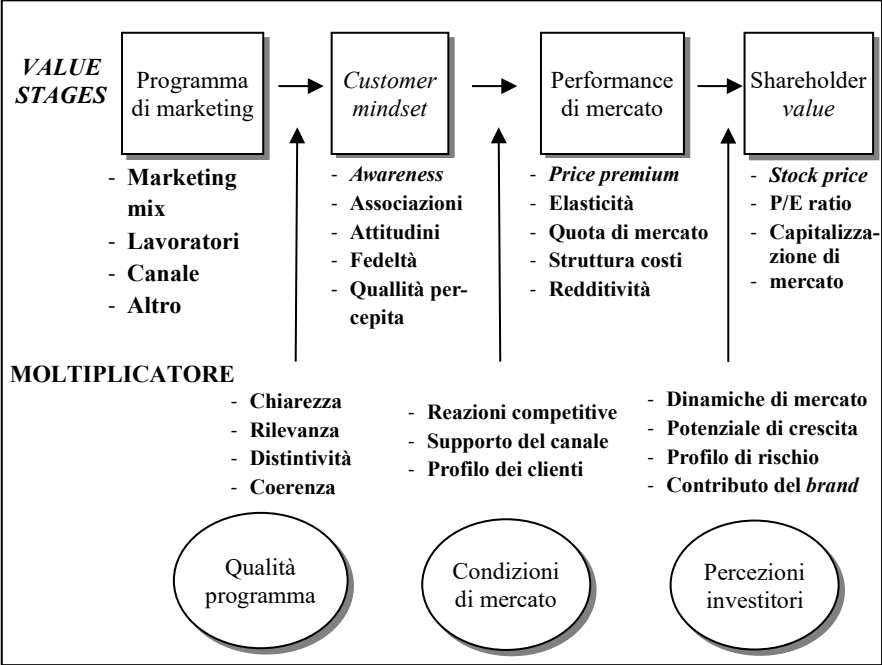 VALUE
STAGES
Programma
di marketing
Customer
mindset
Performance
di mercato
Shareholder
value
- Marketing
mix
- Lavoratori
- Canale
- Altro
- Awareness
- Associazioni
- Attitudini
- Fedeltà
- Quallità per-
cepita
- Price premium
- Elasticità
- Quota di mercato
- Struttura costi
- Redditività
- Stock price
- P/E ratio
- Capitalizza-
azione di
- mercato
MOLTIPLICATORE
- Chiarezza
- Rilevanza
- Distintività
- Coerenza
- Reazioni competitive
- Supporto del canale
- Profilo dei clienti
- Dinamiche di mercato
- Potenziale di crescita
- Profilo di rischio
- Contributo del brand
Qualità
programma
Condizioni
di mercato
Percezioni
investitori